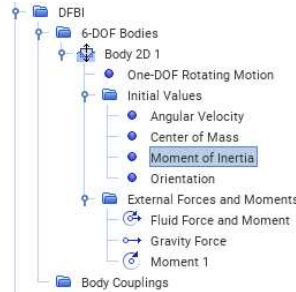 DFBI
6-DOF Bodies
Body 2D 1
One-DOF Rotating Motion
Initial Values
Angular Velocity
Center of Mass
Moment of Inertia
Orientation
External Forces and Moments
Fluid Force and Moment
Gravity Force
Moment 1
Body Couplings